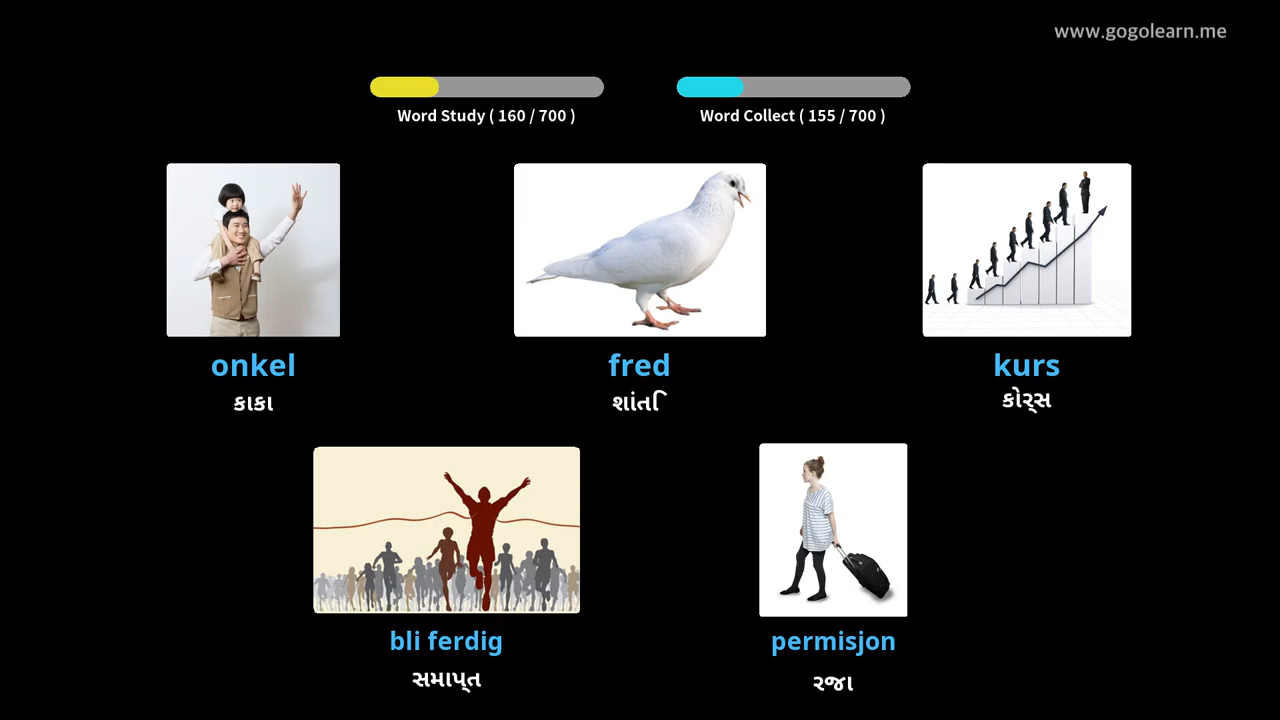 www.gogolearn.me
Word Study ( 160 / 700 )
Word Collect ( 155 / 700 )
onkel
fred
kurs
કાકા
શાંતિ
કોર્સ
bli ferdig
permisjon
સમાપ્ત
રજા